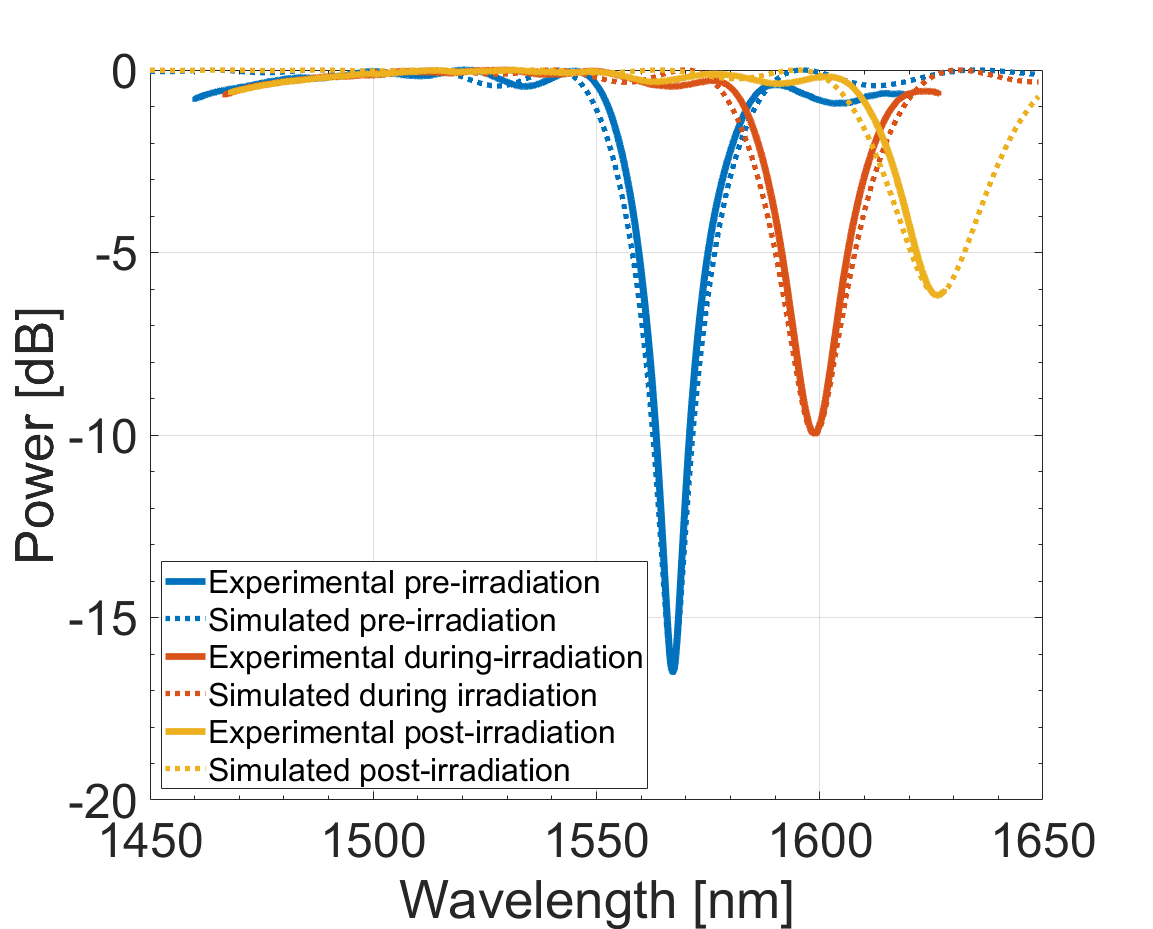 0
-5
-10
-15
-20
Power [dB]
Experimental pre-irradiation
Simulated pre-irradiation
Experimental during-irradiation
Simulated during irradiation
Experimental post-irradiation
Simulated post-irradiation
1450 1500 1550 1600 1650
Wavelength [nm]